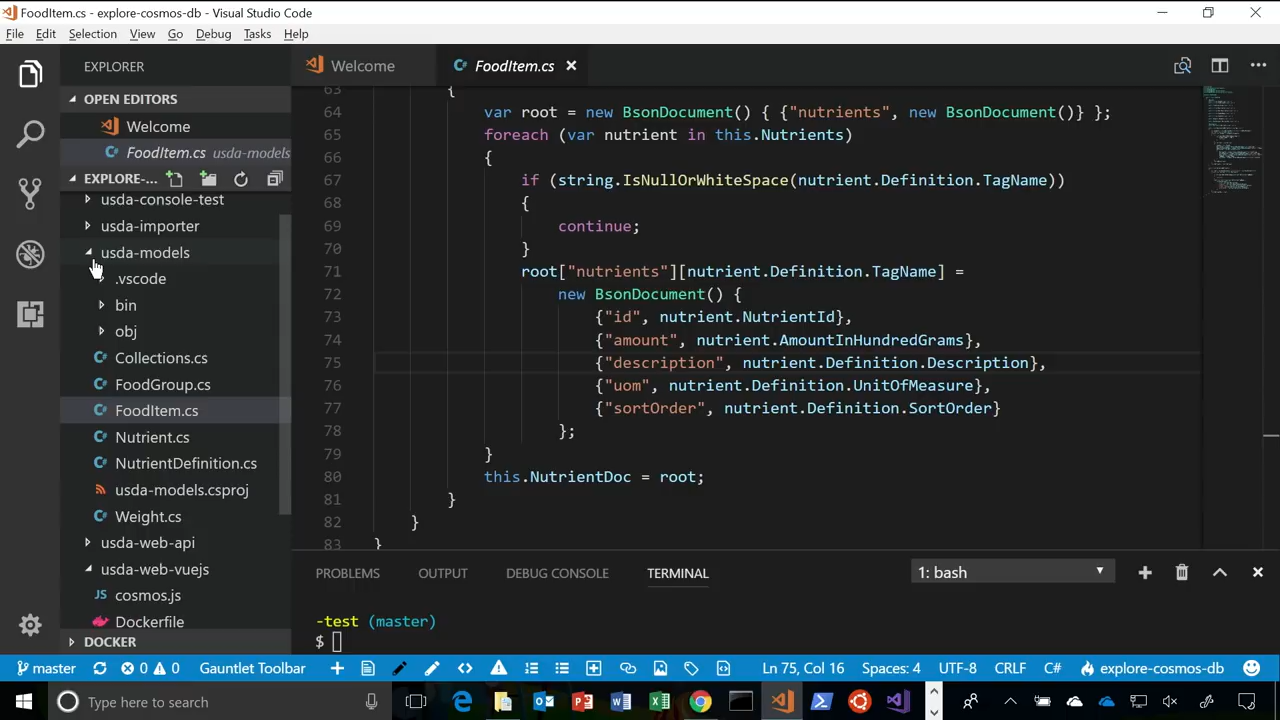 FoodItem.cs - explore-cosmos-db - Visual Studio Code
File Edit Selection View Go Debug Tasks Help
EXPLORER
OPEN EDITORS
Welcome
FoodItem.cs usda-models
EXPLORE-...
usda-console-test
usda-importer
usda-models
.vscode
bin
obj
Collections.cs
FoodGroup.cs
FoodItem.cs
Nutrient.cs
NutrientDefinition.cs
usda-models.csproj
Weight.cs
usda-web-api
usda-web-vuejs
JS cosmos.js
Dockerfile
DOCKER
Welcome FoodItem.cs
63 {
64 var root = new BsonDocument() { {"nutrients", new BsonDocument()} };
65 foreach (var nutrient in this.Nutrients)
66 {
67 if (string.IsNullOrWhiteSpace(nutrient.Definition.TagName))
68 {
69 continue;
70 }
71 root["nutrients"][nutrient.Definition.TagName] =
72 new BsonDocument() {
73 {"id", nutrient.NutrientId},
74 {"amount", nutrient.AmountInHundredGrams},
75 {"description", nutrient.Definition.Description},
76 {"uom", nutrient.Definition.UnitOfMeasure},
77 {"sortOrder", nutrient.Definition.SortOrder}
78 };
79 }
80 this.NutrientDoc = root;
81 }
82 }
83 }
PROBLEMS OUTPUT DEBUG CONSOLE TERMINAL 1: bash
-test (master)
$
master 0 0 Gauntlet Toolbar Ln 75, Col 16 Spaces: 4 UTF-8 CRLF C# explore-cosmos-db
Type here to search